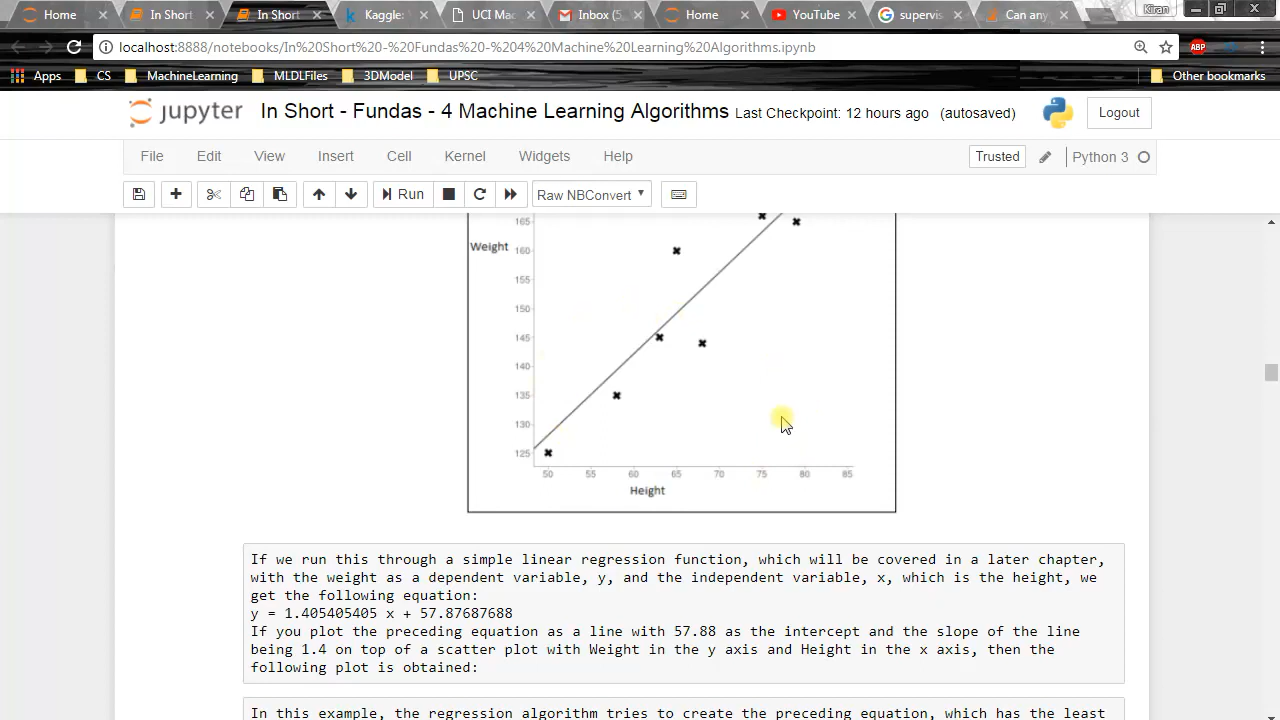 Home
In Short
In Short
Kaggle:
UCI Mac
Inbox (5
Home
YouTube
supervis
Can any
Kiran
localhost:8888/notebooks/In%20Short%20-%20Fundas%20-%204%20Machine%20Learning%20Algorithms.ipynb
ABP
Apps
CS
MachineLearning
MLDLFiles
3DModel
UPSC
Other bookmarks
jupyter
In Short - Fundas - 4 Machine Learning Algorithms Last Checkpoint: 12 hours ago (autosaved)
Logout
File Edit View Insert Cell Kernel Widgets Help
Trusted
Python 3
Run
Raw NBConvert
165
Weight 160
155
150
145
140
135
130
125
50 55 60 65 70 75 80 85
Height
If we run this through a simple linear regression function, which will be covered in a later chapter,
with the weight as a dependent variable, y, and the independent variable, x, which is the height, we
get the following equation:
y = 1.405405405 x + 57.87687688
If you plot the preceding equation as a line with 57.88 as the intercept and the slope of the line
being 1.4 on top of a scatter plot with Weight in the y axis and Height in the x axis, then the
following plot is obtained:
In this example, the regression algorithm tries to create the preceding equation, which has the least